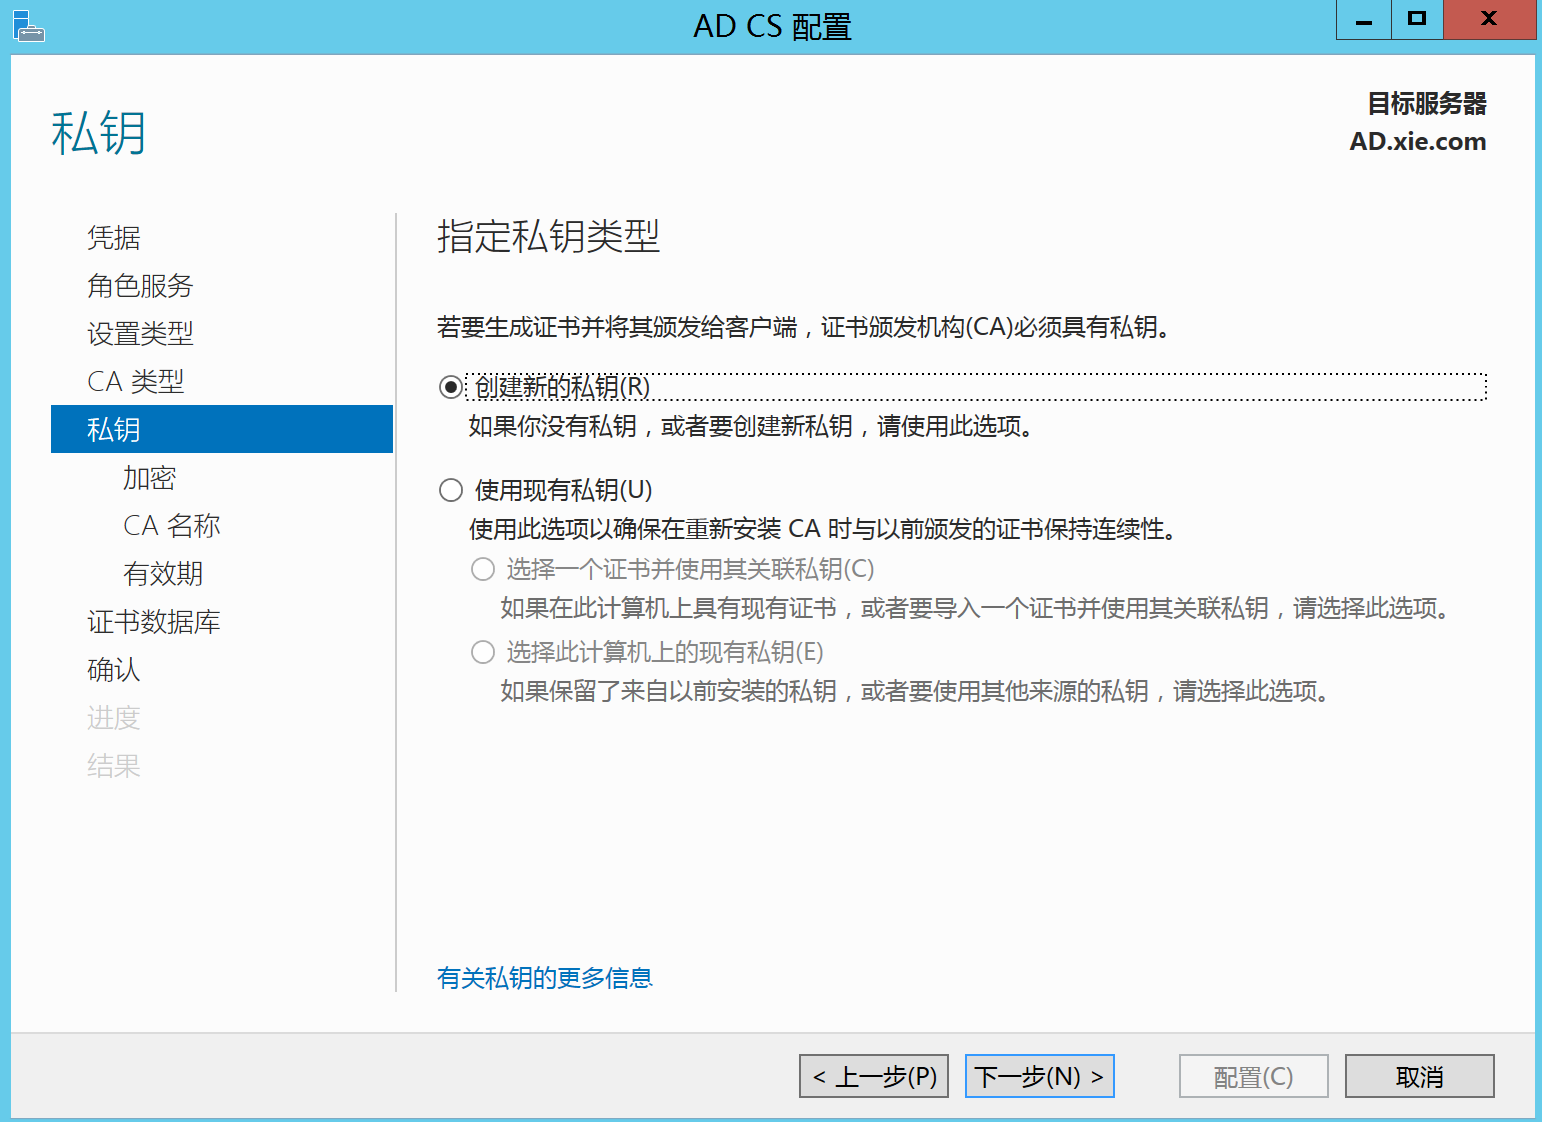 AD CS 配置
私钥
目标服务器
AD.xie.com
凭据
角色服务
设置类型
CA 类型
私钥
加密
CA 名称
有效期
证书数据库
确认
进度
结果
指定私钥类型
若要生成证书并将其颁发给客户端，证书颁发机构(CA)必须具有私钥。
创建新的私钥(R)
如果你没有私钥，或者要创建新私钥，请使用此选项。
使用现有私钥(U)
使用此选项以确保在重新安装 CA 时与以前颁发的证书保持连续性。
选择一个证书并使用其关联私钥(C)
如果在此计算机上具有现有证书，或者要导入一个证书并使用其关联私钥，请选择此选项。
选择此计算机上的现有私钥(E)
如果保留了来自以前安装的私钥，或者要使用其他来源的私钥，请选择此选项。
有关私钥的更多信息
< 上一步(P)
下一步(N) >
配置(C)
取消